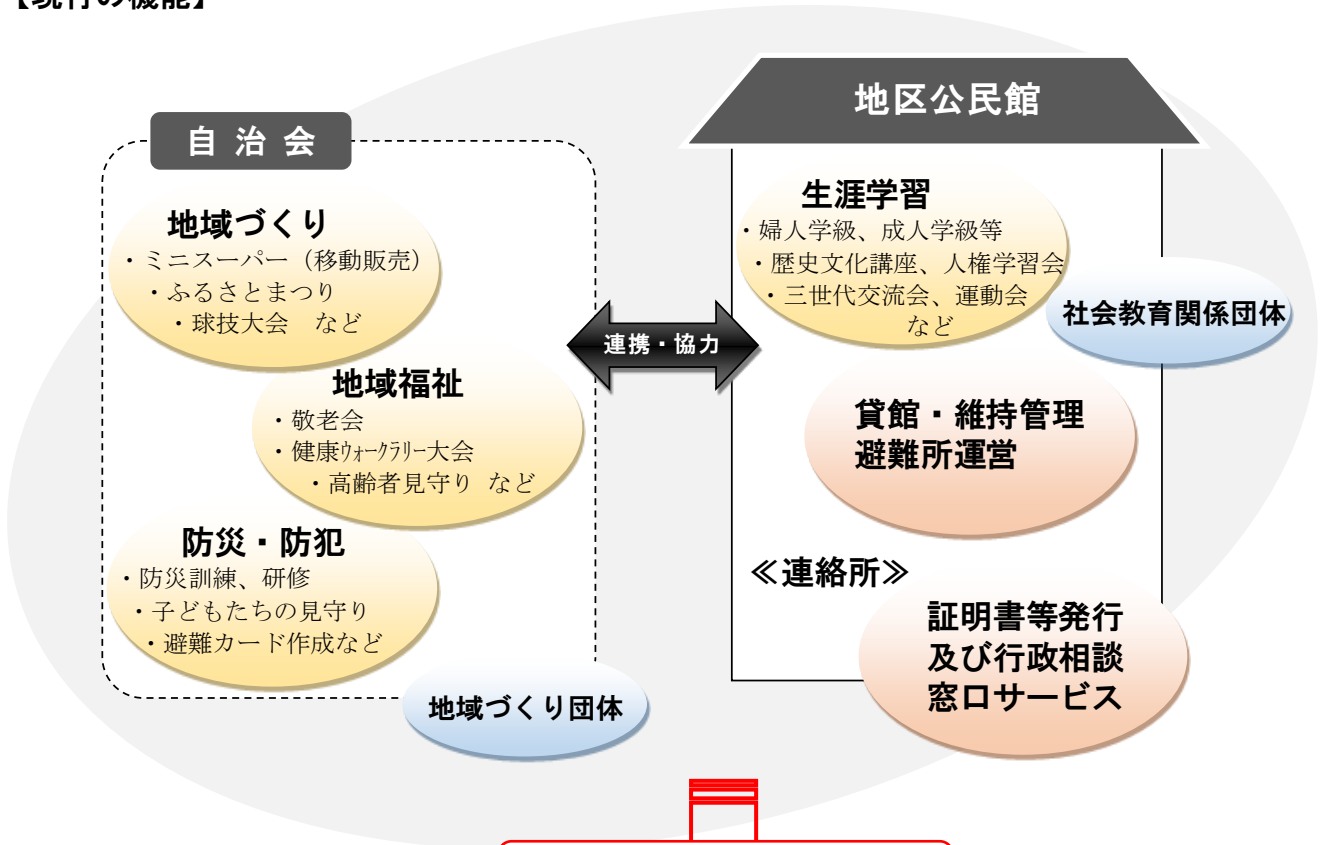 【現行の機能】
自治会
地域づくり
・ミニスーパー（移動販売）
・ふるさとまつり
・球技大会　など
地域福祉
・敬老会
・健康ｳｫｰｸﾗﾘｰ大会
・高齢者見守り など
防災・防犯
・防災訓練、研修
・子どもたちの見守り
・避難カード作成など
地域づくり団体
連携・協力
地区公民館
生涯学習
・婦人学級、成人学級等
・歴史文化講座、人権学習会
・三世代交流会、運動会
など
社会教育関係団体
貸館・維持管理
避難所運営
≪連絡所≫
証明書等発行
及び行政相談
窓口サービス